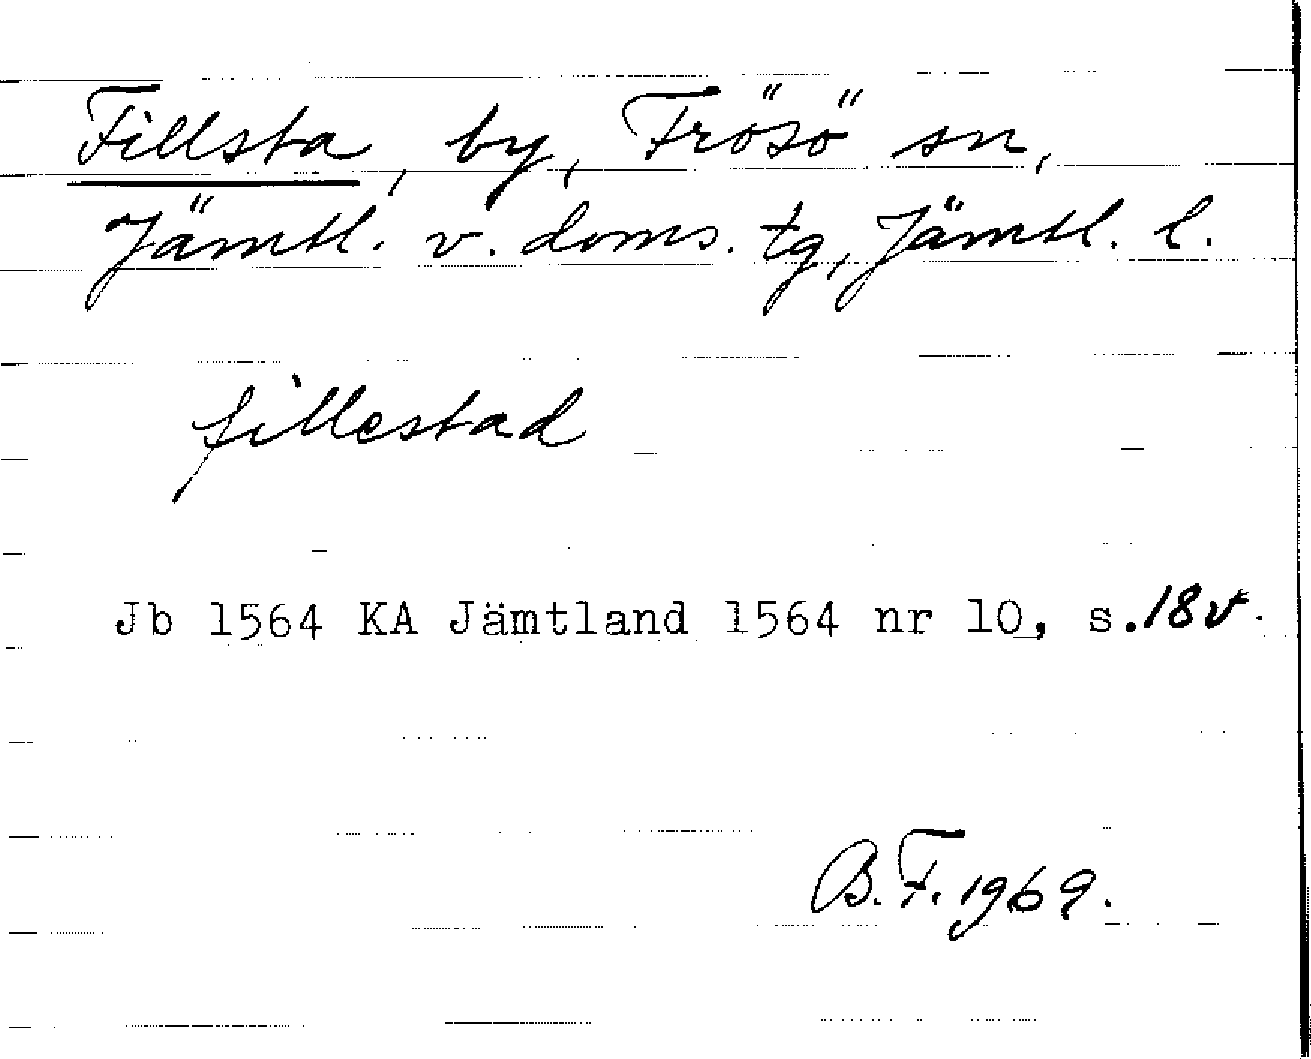 Fillsta, by, Frösö sn,
Jämtl. v. doms. tg, Jämtl. l.
fillestad
Jb 1564 KA Jämtland 1564 nr 10, s.18v.
B.F. 1969.